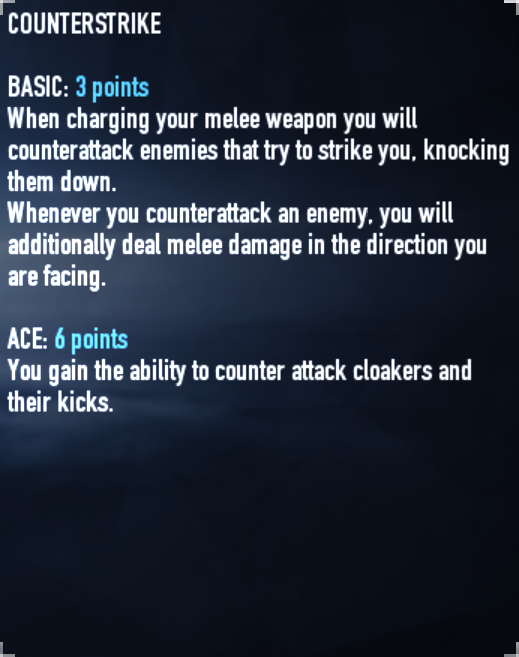 COUNTERSTRIKE
BASIC: 3 points
When charging your melee weapon you will
counterattack enemies that try to strike you, knocking
them down.
Whenever you counterattack an enemy, you will
additionally deal melee damage in the direction you
are facing.
ACE: 6 points
You gain the ability to counter attack cloakers and
their kicks.